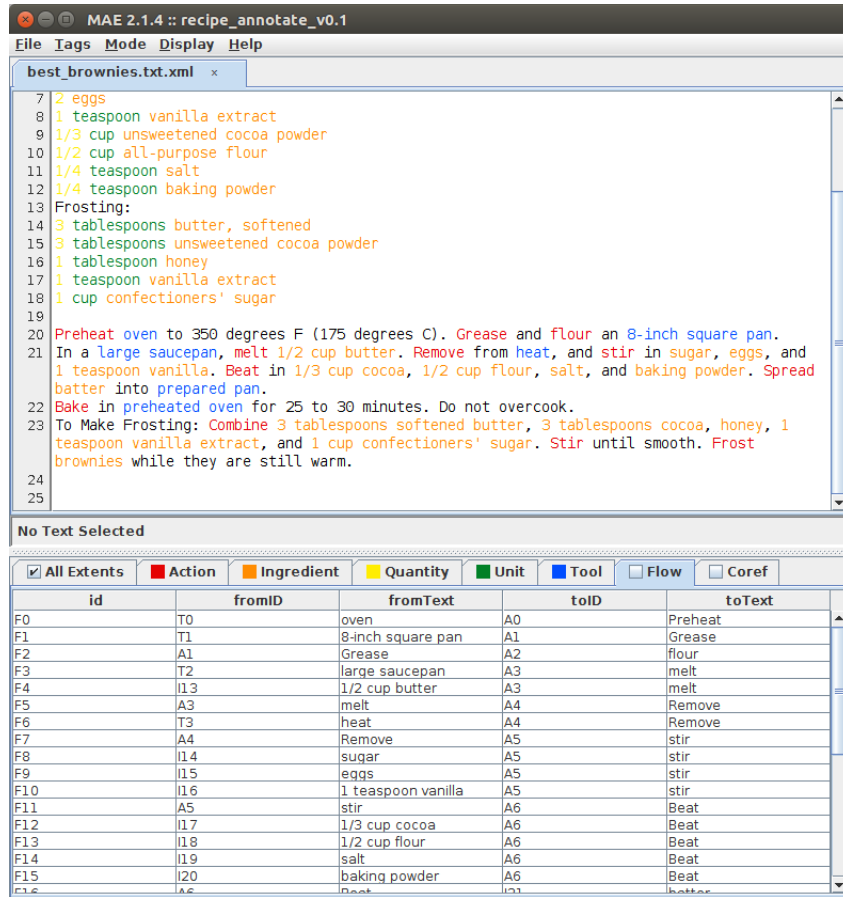 MAE 2.1.4 :: recipe_annotate_v0.1
File Tags Mode Display Help
best_brownies.txt.xml ×
7 2 eggs
8 1 teaspoon vanilla extract
9 1/3 cup unsweetened cocoa powder
10 1/2 cup all-purpose flour
11 1/4 teaspoon salt
12 1/4 teaspoon baking powder
13 Frosting:
14 3 tablespoons butter, softened
15 3 tablespoons unsweetened cocoa powder
16 1 tablespoon honey
17 1 teaspoon vanilla extract
18 1 cup confectioners' sugar
19
20 Preheat oven to 350 degrees F (175 degrees C). Grease and flour an 8-inch square pan.
21 In a large saucepan, melt 1/2 cup butter. Remove from heat, and stir in sugar, eggs, and
1 teaspoon vanilla. Beat in 1/3 cup cocoa, 1/2 cup flour, salt, and baking powder. Spread
batter into prepared pan.
22 Bake in preheated oven for 25 to 30 minutes. Do not overcook.
23 To Make Frosting: Combine 3 tablespoons softened butter, 3 tablespoons cocoa, honey, 1
teaspoon vanilla extract, and 1 cup confectioners' sugar. Stir until smooth. Frost
brownies while they are still warm.
24
25
No Text Selected
All Extents Action Ingredient Quantity Unit Tool Flow Coref
id fromID fromText toID toText
F0 T0 oven A0 Preheat
F1 T1 8-inch square pan A1 Grease
F2 A1 Grease A2 flour
F3 T2 large saucepan A3 melt
F4 I13 1/2 cup butter A3 melt
F5 A3 melt A4 Remove
F6 T3 heat A4 Remove
F7 A4 Remove A5 stir
F8 I14 sugar A5 stir
F9 I15 eggs A5 stir
F10 I16 1 teaspoon vanilla A5 stir
F11 A5 stir A6 Beat
F12 I17 1/3 cup cocoa A6 Beat
F13 I18 1/2 cup flour A6 Beat
F14 I19 salt A6 Beat
F15 I20 baking powder A6 Beat
F16 A6 Beat I21 batter